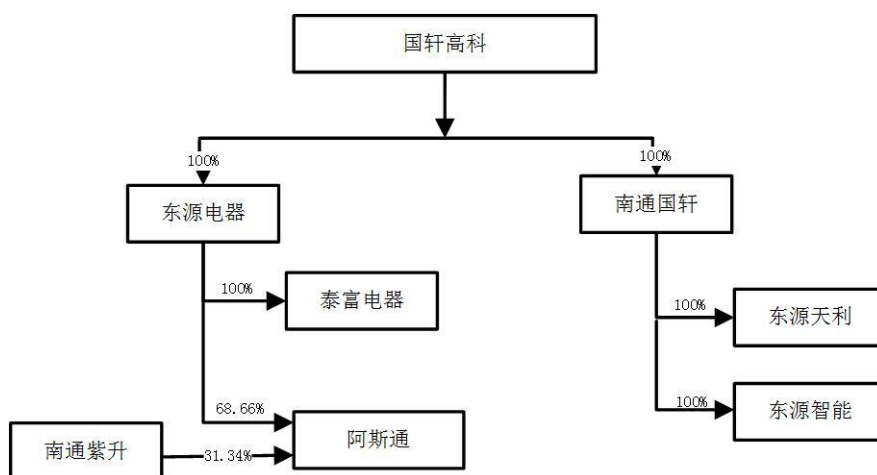 国轩高科
100%
100%
东源电器
南通国轩
100%
泰富电器
100%
东源天利
68.66%
阿斯通
100%
东源智能
南通紫升
31.34%